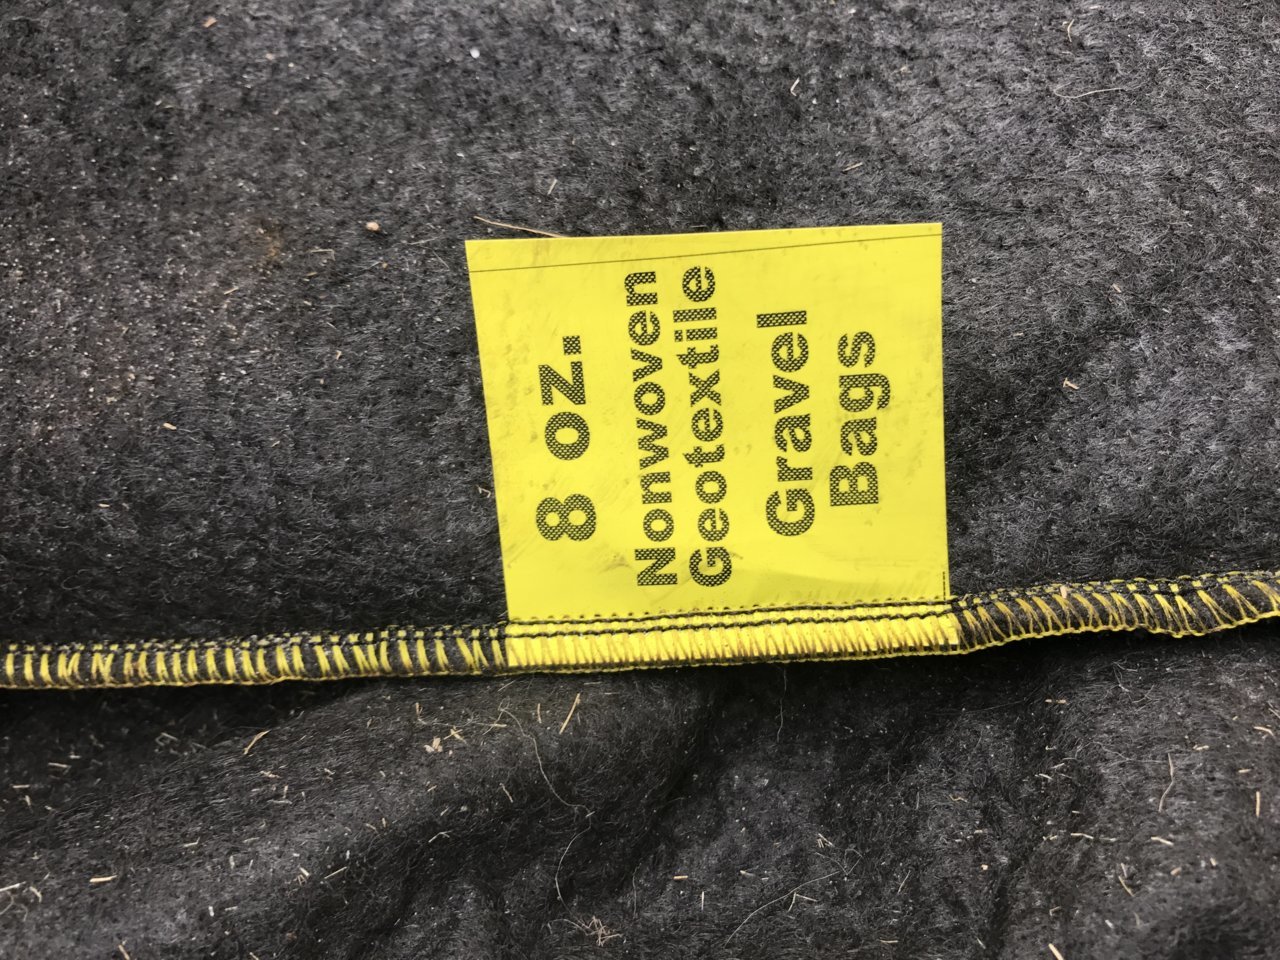 8 oz.
Nonwoven
Geotextile
Gravel
Bags